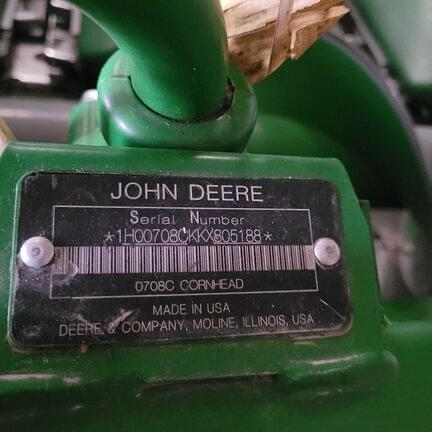 JOHN DEERE
Serial Number
*1H00708CKKX805188*
0708C CORNHEAD
MADE IN USA
DEERE & COMPANY, MOLINE, ILLINOIS, USA